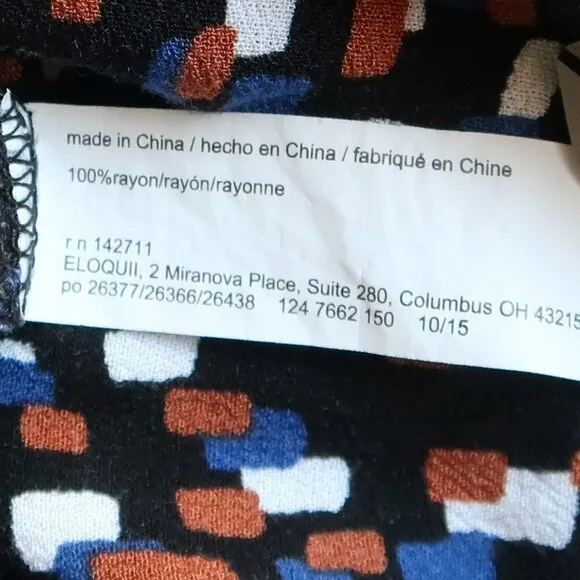 made in China / hecho en China / fabriqué en Chine
100%rayon/rayón/rayonne
r n 142711
ELOQUII, 2 Miranova Place, Suite 280, Columbus OH 43215
po 26377/26366/26438 124 7662 150 10/15